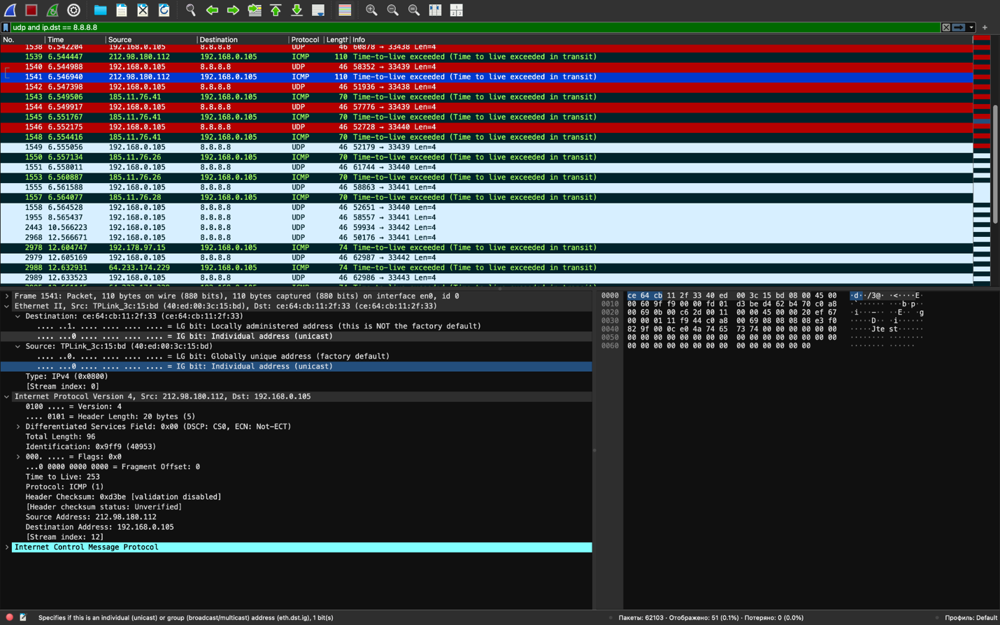 udp and ip.dst == 8.8.8.8
No. Time Source Destination Protocol Length Info
1538 6.542204 192.168.0.105 8.8.8.8 UDP 46 60878 → 33438 Len=4
1539 6.544447 212.98.180.112 192.168.0.105 ICMP 110 Time-to-live exceeded (Time to live exceeded in transit)
1540 6.544988 192.168.0.105 8.8.8.8 UDP 46 58352 → 33439 Len=4
1541 6.546940 212.98.180.112 192.168.0.105 ICMP 110 Time-to-live exceeded (Time to live exceeded in transit)
1542 6.547398 192.168.0.105 8.8.8.8 UDP 46 51936 → 33438 Len=4
1543 6.549506 185.11.76.41 192.168.0.105 ICMP 70 Time-to-live exceeded (Time to live exceeded in transit)
1544 6.549917 192.168.0.105 8.8.8.8 UDP 46 57776 → 33439 Len=4
1545 6.551767 185.11.76.41 192.168.0.105 ICMP 70 Time-to-live exceeded (Time to live exceeded in transit)
1546 6.552175 192.168.0.105 8.8.8.8 UDP 46 52728 → 33440 Len=4
1548 6.554416 185.11.76.41 192.168.0.105 ICMP 70 Time-to-live exceeded (Time to live exceeded in transit)
1549 6.555056 192.168.0.105 8.8.8.8 UDP 46 52179 → 33439 Len=4
1550 6.557134 185.11.76.26 192.168.0.105 ICMP 70 Time-to-live exceeded (Time to live exceeded in transit)
1551 6.558011 192.168.0.105 8.8.8.8 UDP 46 61744 → 33440 Len=4
1553 6.560887 185.11.76.26 192.168.0.105 ICMP 70 Time-to-live exceeded (Time to live exceeded in transit)
1555 6.561588 192.168.0.105 8.8.8.8 UDP 46 58863 → 33441 Len=4
1557 6.564077 185.11.76.28 192.168.0.105 ICMP 70 Time-to-live exceeded (Time to live exceeded in transit)
1558 6.564528 192.168.0.105 8.8.8.8 UDP 46 52651 → 33440 Len=4
1955 8.565437 192.168.0.105 8.8.8.8 UDP 46 58557 → 33441 Len=4
2443 10.566223 192.168.0.105 8.8.8.8 UDP 46 59934 → 33442 Len=4
2968 12.566671 192.168.0.105 8.8.8.8 UDP 46 50176 → 33441 Len=4
2978 12.604747 192.178.97.15 192.168.0.105 ICMP 74 Time-to-live exceeded (Time to live exceeded in transit)
2979 12.605169 192.168.0.105 8.8.8.8 UDP 46 62987 → 33442 Len=4
2988 12.632931 64.233.174.229 192.168.0.105 ICMP 74 Time-to-live exceeded (Time to live exceeded in transit)
2989 12.633523 192.168.0.105 8.8.8.8 UDP 46 62986 → 33443 Len=4
Frame 1541: Packet, 110 bytes on wire (880 bits), 110 bytes captured (880 bits) on interface en0, id 0
Ethernet II, Src: TPLink_3c:15:bd (40:ed:00:3c:15:bd), Dst: ce:64:cb:11:2f:33 (ce:64:cb:11:2f:33)
Destination: ce:64:cb:11:2f:33 (ce:64:cb:11:2f:33)
.... ..1. .... .... .... .... = LG bit: Locally administered address (this is NOT the factory default)
.... ...0 .... .... .... .... = IG bit: Individual address (unicast)
Source: TPLink_3c:15:bd (40:ed:00:3c:15:bd)
.... ..0. .... .... .... .... = LG bit: Globally unique address (factory default)
.... ...0 .... .... .... .... = IG bit: Individual address (unicast)
Type: IPv4 (0x0800)
[Stream index: 0]
Internet Protocol Version 4, Src: 212.98.180.112, Dst: 192.168.0.105
0100 .... = Version: 4
.... 0101 = Header Length: 20 bytes (5)
Differentiated Services Field: 0x00 (DSCP: CS0, ECN: Not-ECT)
Total Length: 96
Identification: 0x9ff9 (40953)
000. .... = Flags: 0x0
...0 0000 0000 0000 = Fragment Offset: 0
Time to Live: 253
Protocol: ICMP (1)
Header Checksum: 0xd3be [validation disabled]
[Header checksum status: Unverified]
Source Address: 212.98.180.112
Destination Address: 192.168.0.105
[Stream index: 12]
Internet Control Message Protocol
0000 ce 64 cb 11 2f 33 40 ed 00 3c 15 bd 08 00 45 00 ·d··/3@· ·<····E·
0010 00 60 9f f9 00 00 fd 01 d3 be d4 62 b4 70 c0 a8 ·`······ ···b·p··
0020 00 69 0b 00 c6 2d 00 11 00 00 45 00 00 20 ef 67 ·i···-·· ··E·· ·g
0030 00 00 01 11 f9 44 c0 a8 00 69 08 08 08 08 e3 f0 ·····D·· ·i······
0040 82 9f 00 0c e0 4a 74 65 73 74 00 00 00 00 00 00 ·····Jte st······
0050 00 00 00 00 00 00 00 00 00 00 00 00 00 00 00 00 ········ ········
0060 00 00 00 00 00 00 00 00 00 00 00 00 00 00 ········ ······
Specifies if this is an individual (unicast) or group (broadcast/multicast) address (eth.dst.ig), 1 bit(s)
Пакеты: 62103 · Отображено: 51 (0.1%) · Потеряно: 0 (0.0%)
Профиль: Default